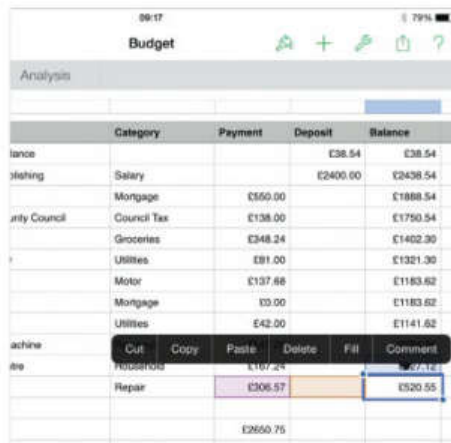 09:17 79%
Budget ?
Analysis
Category Payment Deposit Balance
lance £38.54 £38.54
olishing Salary £2400.00 £2438.54
Mortgage £550.00 £1888.54
unty Council Council Tax £138.00 £1750.54
Groceries £348.24 £1402.30
Utilities £81.00 £1321.30
Motor £137.68 £1183.62
Mortgage £0.00 £1183.62
Utilities £42.00 £1141.62
achine Cut Copy Paste Delete Fill Comment
tre Household £167.24
Repair £306.57 £520.55
£2650.75